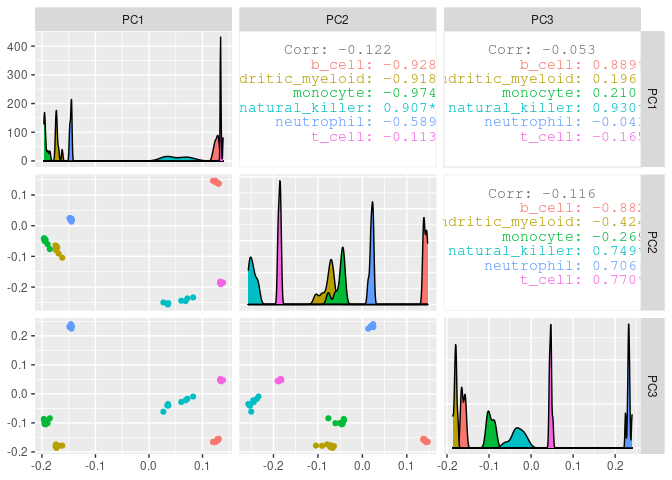 PC1 PC2 PC3
400
300
200
100
0
Corr: -0.122
b_cell: -0.928
dritic_myeloid: -0.918
monocyte: -0.974
natural_killer: 0.907*
neutrophil: -0.589
t_cell: -0.113
Corr: -0.053
b_cell: 0.889*
dritic_myeloid: 0.196
monocyte: 0.210
natural_killer: 0.930*
neutrophil: -0.041
t_cell: -0.165
PC1
0.1
0.0
-0.1
-0.2
Corr: -0.116
b_cell: -0.882
dritic_myeloid: -0.424
monocyte: -0.269
natural_killer: 0.749*
neutrophil: 0.706
t_cell: 0.770*
PC2
0.2
0.1
0.0
-0.1
-0.2
PC3
-0.2 -0.1 0.0 0.1 -0.2 -0.1 0.0 0.1 -0.2 -0.1 0.0 0.1 0.2